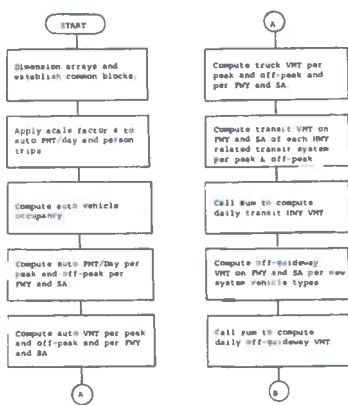 START
Dimension arrays and
establish common blocks.
Apply scale factor 4 to
auto PMT/day and person
trips
Compute auto vehicle
occupancy
Compute auto PMT/Day per
peak and off-peak per
FWY and SA
Compute auto VMT per peak
and off-peak and per FWY
and SA
A
A
Compute truck VMT per
peak and off-peak and
per FWY and SA
Compute transit VMT on
FWY and SA of each HWY
related transit system
per peak & off-peak
Call Sum to compute
daily transit HWY VMT
Compute off-guideway
VMT on FWY and SA per new
system vehicle types
Call sum to compute
daily off-guideway VMT
B